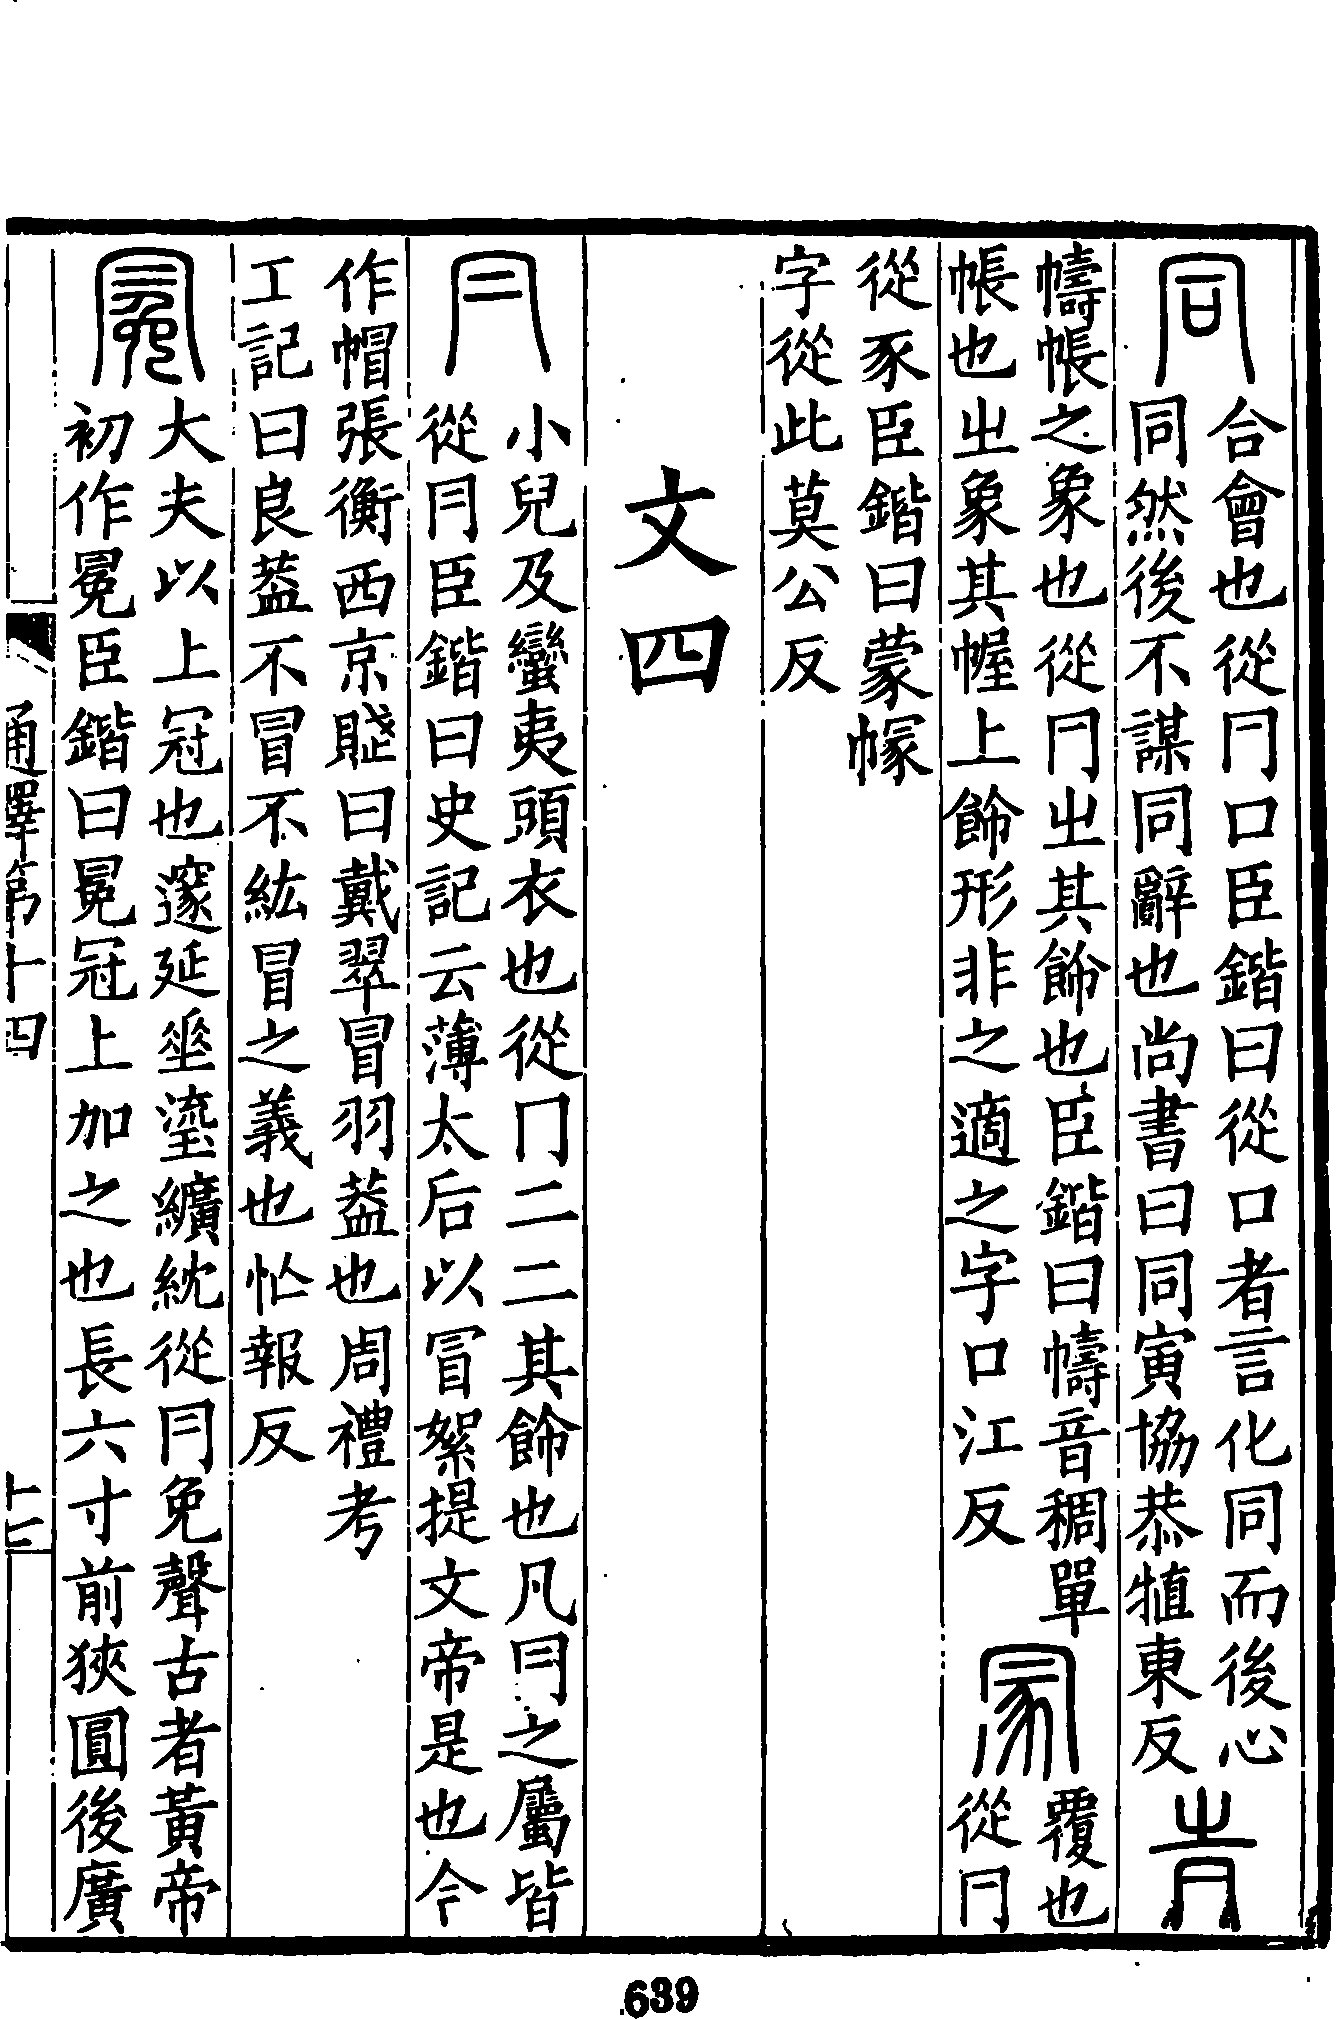 同
合會也從冂口臣鍇曰從口者言化同而後心
同然後不謀同辭也尚書曰同寅協恭犆東反
幬帳之象也從冃出其飾也臣鍇曰幬音稠單
帳也出象其幄上飾形非之適之字口江反
冡
覆也
從冃
從豕臣鍇曰蒙幏
字從此莫公反
文四
冃
小兒及蠻夷頭衣也從冂二二其飾也凡冃之屬皆
從冃臣鍇曰史記云薄太后以冒絮提文帝是也今
作帽張衡西京賦曰戴翠冒羽蓋也周禮考
工記曰良蓋不冒不紘冒之義也忙報反
冕
大夫以上冠也邃延垂瑬纊紞從冃免聲古者黃帝
初作冕臣鍇曰冕冠上加之也長六寸前狹圓後廣
通釋第十四
十七
639